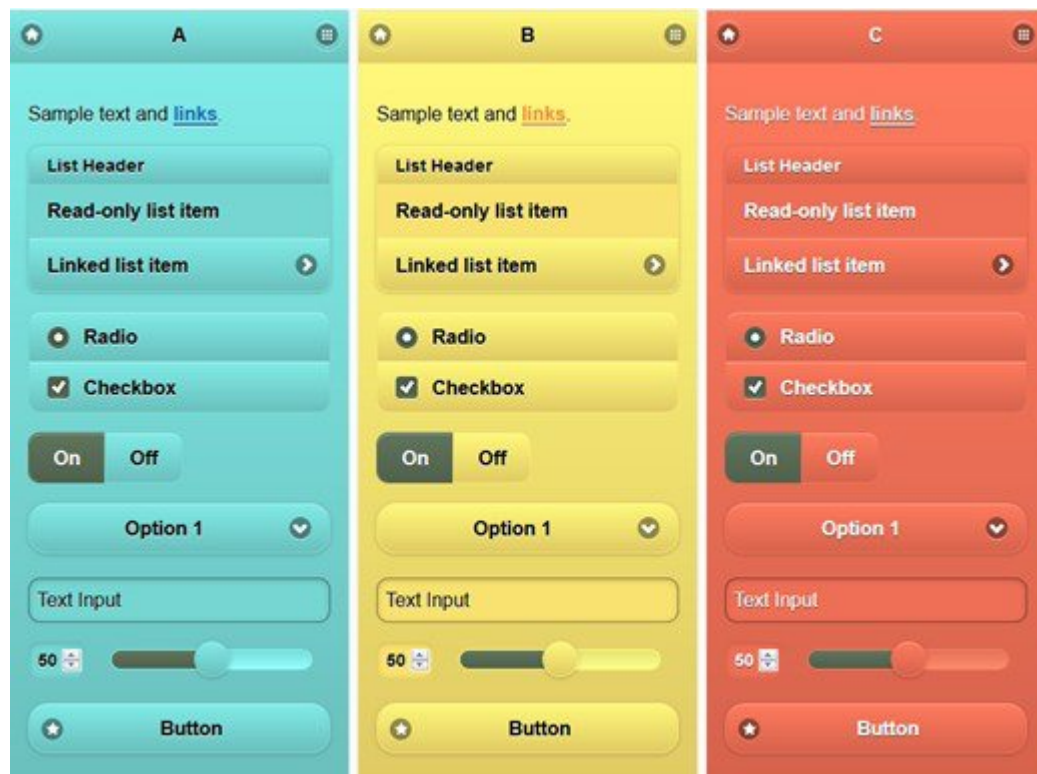 A
Sample text and links.
List Header
Read-only list item
Linked list item
Radio
Checkbox
On Off
Option 1
Text Input
50
Button
B
Sample text and links.
List Header
Read-only list item
Linked list item
Radio
Checkbox
On Off
Option 1
Text Input
50
Button
C
Sample text and links.
List Header
Read-only list item
Linked list item
Radio
Checkbox
On Off
Option 1
Text Input
50
Button